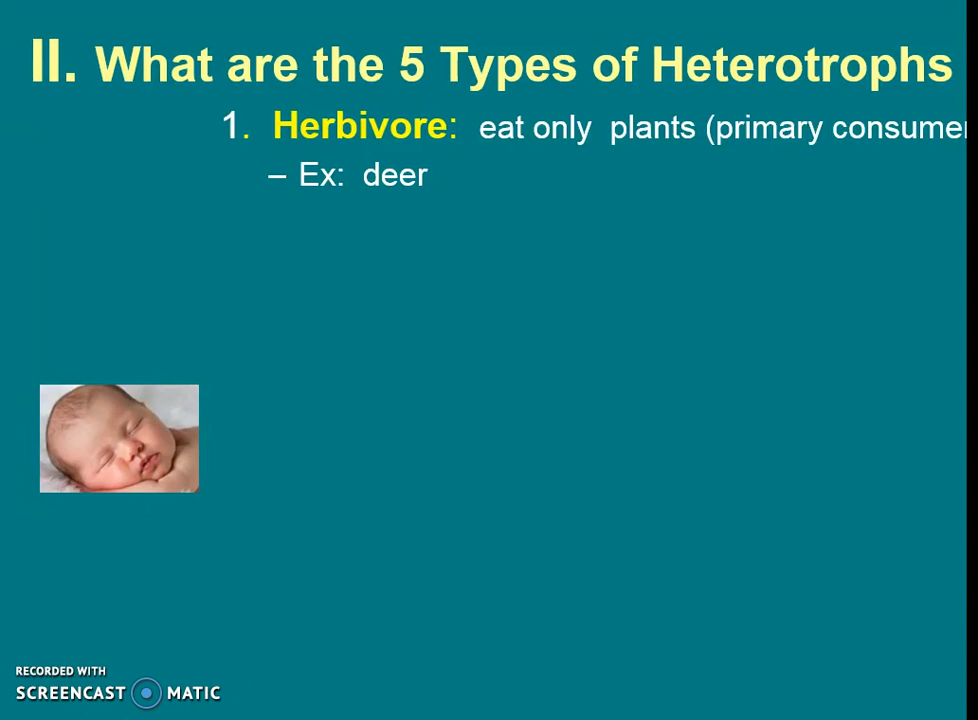 II. What are the 5 Types of Heterotrophs
1. Herbivore: eat only plants (primary consumer
– Ex: deer
RECORDED WITH
SCREENCAST MATIC